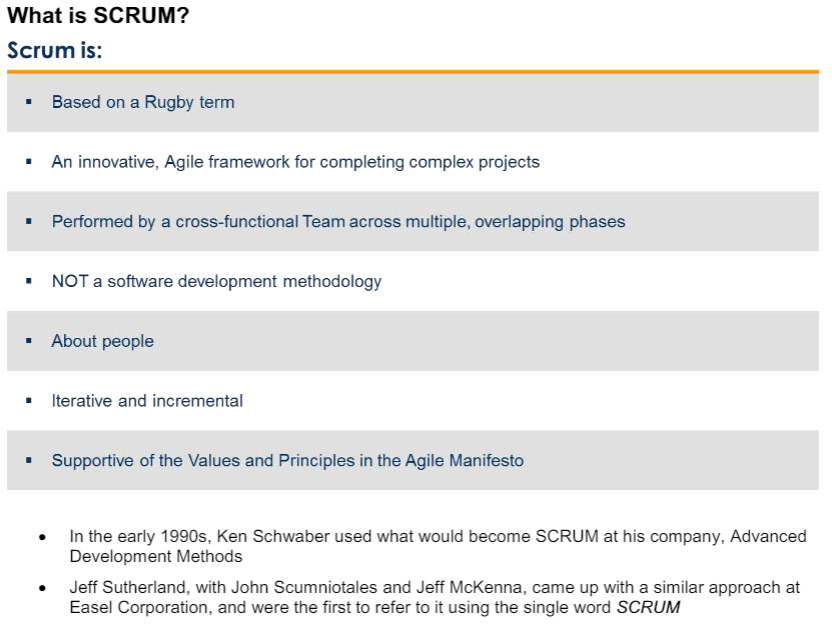 What is SCRUM?
Scrum is:
▪ Based on a Rugby term
▪ An innovative, Agile framework for completing complex projects
▪ Performed by a cross-functional Team across multiple, overlapping phases
▪ NOT a software development methodology
▪ About people
▪ Iterative and incremental
▪ Supportive of the Values and Principles in the Agile Manifesto
• In the early 1990s, Ken Schwaber used what would become SCRUM at his company, Advanced
Development Methods
• Jeff Sutherland, with John Scumniotales and Jeff McKenna, came up with a similar approach at
Easel Corporation, and were the first to refer to it using the single word SCRUM